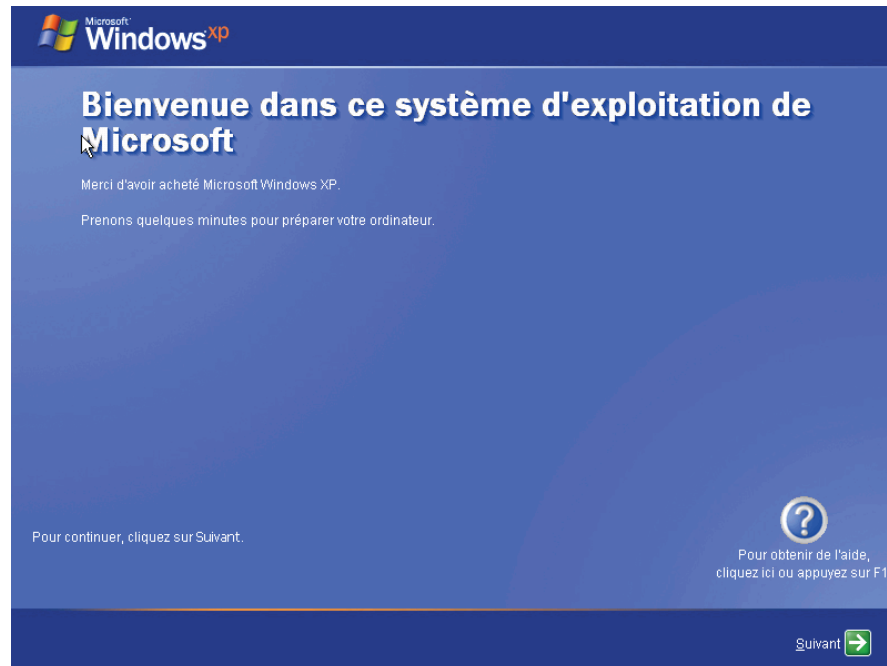 Microsoft
Windows xp
Bienvenue dans ce système d'exploitation de
Microsoft
Merci d'avoir acheté Microsoft Windows XP.
Prenons quelques minutes pour préparer votre ordinateur.
Pour continuer, cliquez sur Suivant.
?
Pour obtenir de l'aide,
cliquez ici ou appuyez sur F1
Suivant